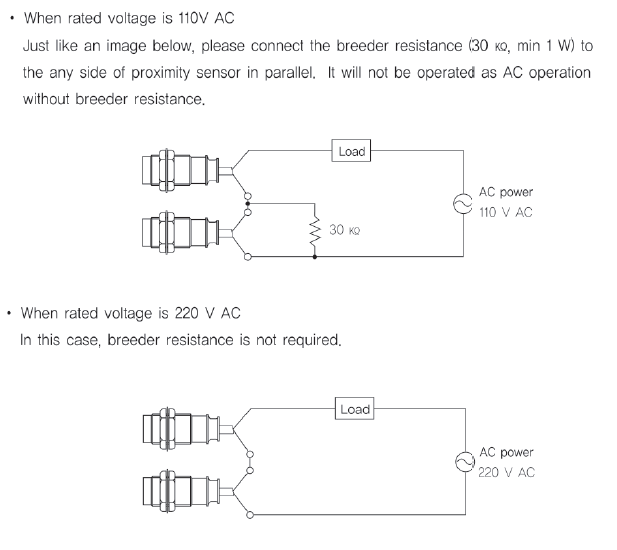 • When rated voltage is 110V AC
Just like an image below, please connect the breeder resistance (30 ㏀, min 1 W) to
the any side of proximity sensor in parallel. It will not be operated as AC operation
without breeder resistance.
Load
AC power
110 V AC
30 ㏀
• When rated voltage is 220 V AC
In this case, breeder resistance is not required.
Load
AC power
220 V AC